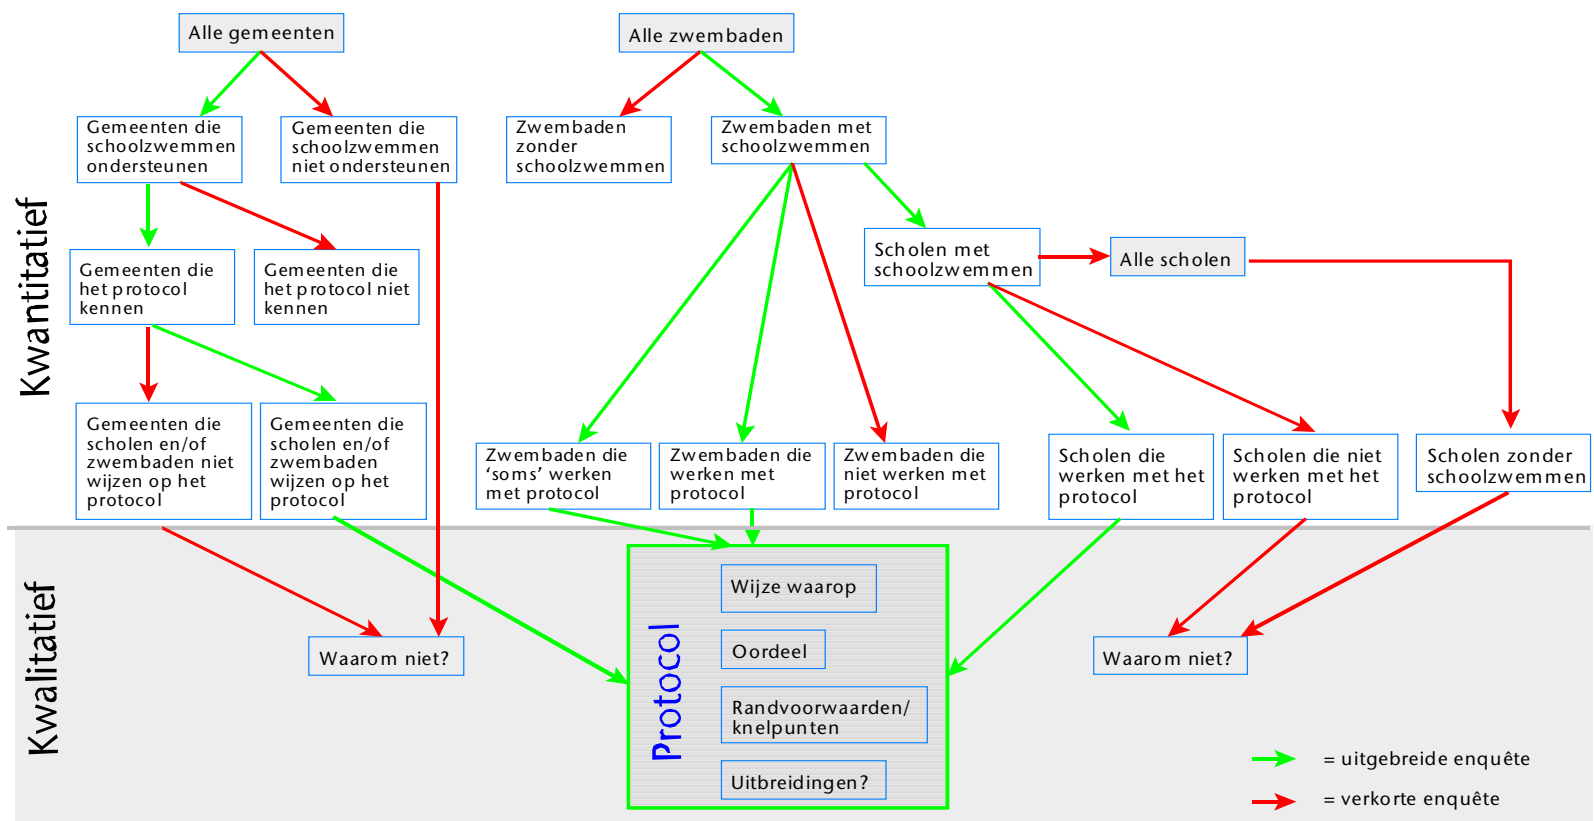 Alle gemeenten
Alle zwembaden
Gemeenten die
schoolzwemmen
ondersteunen
Gemeenten die
schoolzwemmen
niet ondersteunen
Zwembaden
zonder
schoolzwemmen
Zwembaden met
schoolzwemmen
Kwantitatief
Gemeenten die
het protocol
kennen
Gemeenten die
het protocol niet
kennen
Scholen met
schoolzwemmen
Alle scholen
Gemeenten die
scholen en/of
zwembaden niet
wijzen op het
protocol
Gemeenten die
scholen en/of
zwembaden
wijzen op het
protocol
Zwembaden die
‘soms’ werken
met protocol
Zwembaden die
werken met
protocol
Zwembaden die
niet werken met
protocol
Scholen die
werken met het
protocol
Scholen die niet
werken met het
protocol
Scholen zonder
schoolzwemmen
Kwalitatief
Waarom niet?
Protocol
Wijze waarop
Oordeel
Randvoorwaarden/
knelpunten
Uitbreidingen?
Waarom niet?
= uitgebreide enquête
= verkorte enquête